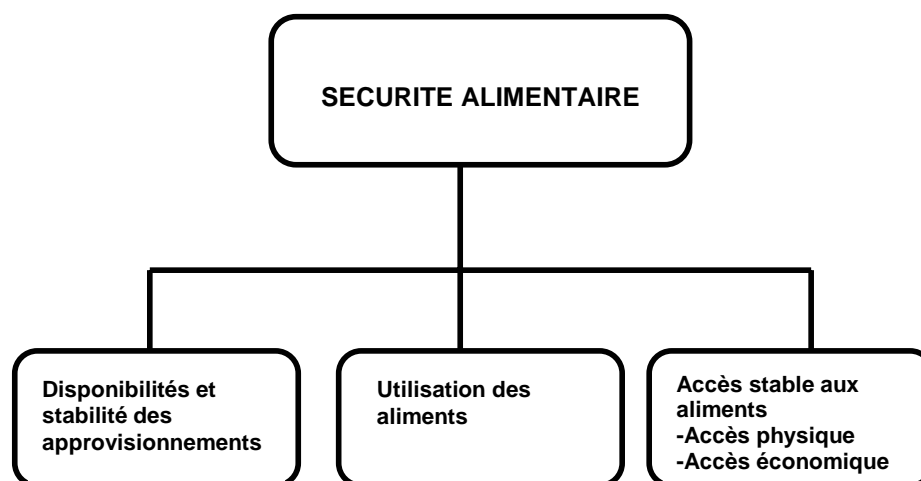 SECURITE ALIMENTAIRE
Disponibilités et
stabilité des
approvisionnements
Utilisation des
aliments
Accès stable aux
aliments
-Accès physique
-Accès économique